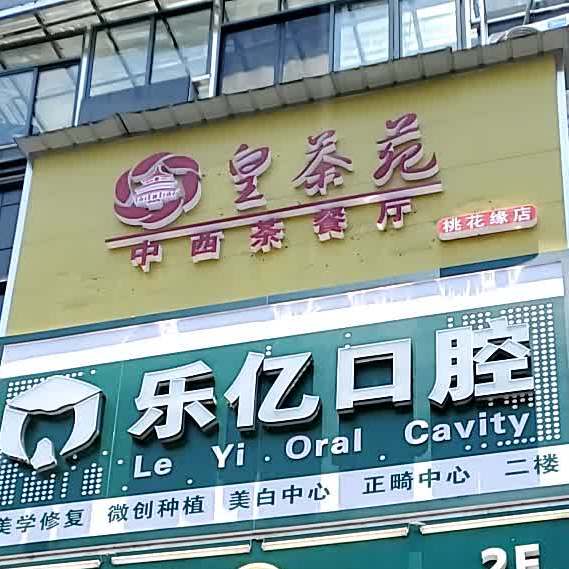 皇茶苑
中西茶餐厅
桃花缘店
乐亿口腔
Le Yi Oral Cavity
美学修复 微创种植 美白中心 正畸中心 二楼
2F